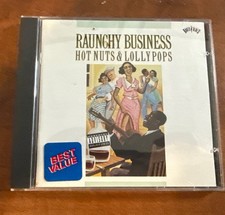 RAUNCHY BUSINESS
HOT NUTS & LOLLYPOPS
BEST
VALUE